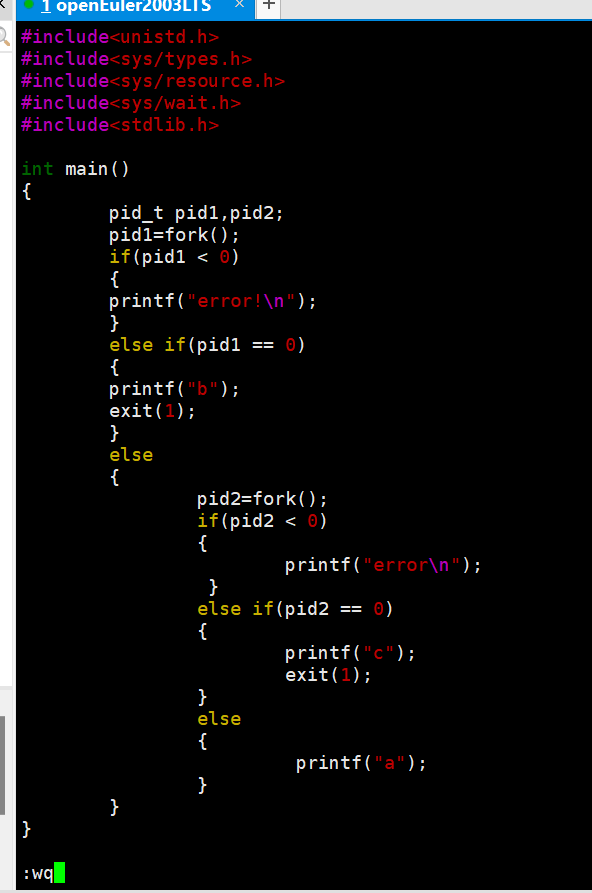 1 openEuler2003LTS × +
#include<unistd.h>
#include<sys/types.h>
#include<sys/resource.h>
#include<sys/wait.h>
#include<stdlib.h>

int main()
{
        pid_t pid1,pid2;
        pid1=fork();
        if(pid1 < 0)
        {
        printf("error!\n");
        }
        else if(pid1 == 0)
        {
        printf("b");
        exit(1);
        }
        else
        {
                pid2=fork();
                if(pid2 < 0)
                {
                        printf("error\n");
                 }
                else if(pid2 == 0)
                {
                        printf("c");
                        exit(1);
                }
                else
                {
                         printf("a");
                }
        }
}

:wq